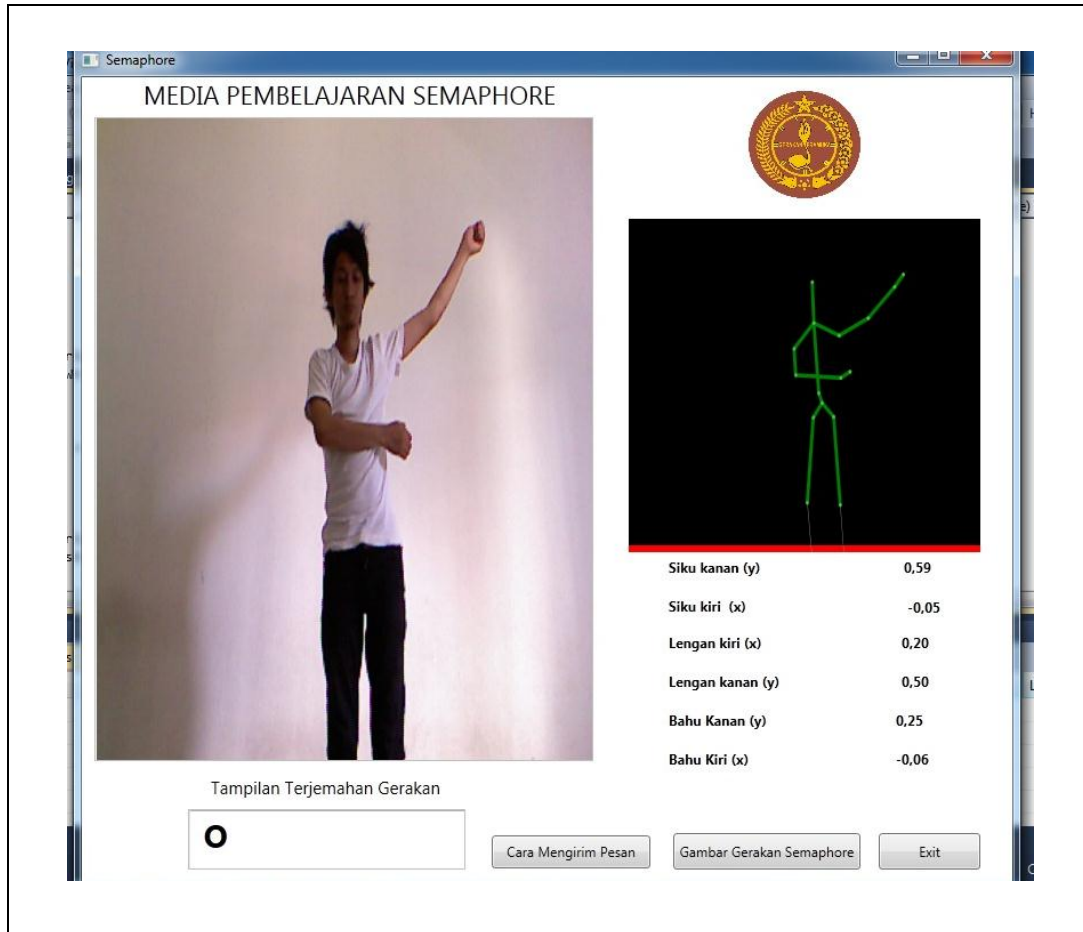 Semaphore
MEDIA PEMBELAJARAN SEMAPHORE
Siku kanan (y) 0,59
Siku kiri (x) -0,05
Lengan kiri (x) 0,20
Lengan kanan (y) 0,50
Bahu Kanan (y) 0,25
Bahu Kiri (x) -0,06
Tampilan Terjemahan Gerakan
O
Cara Mengirim Pesan
Gambar Gerakan Semaphore
Exit